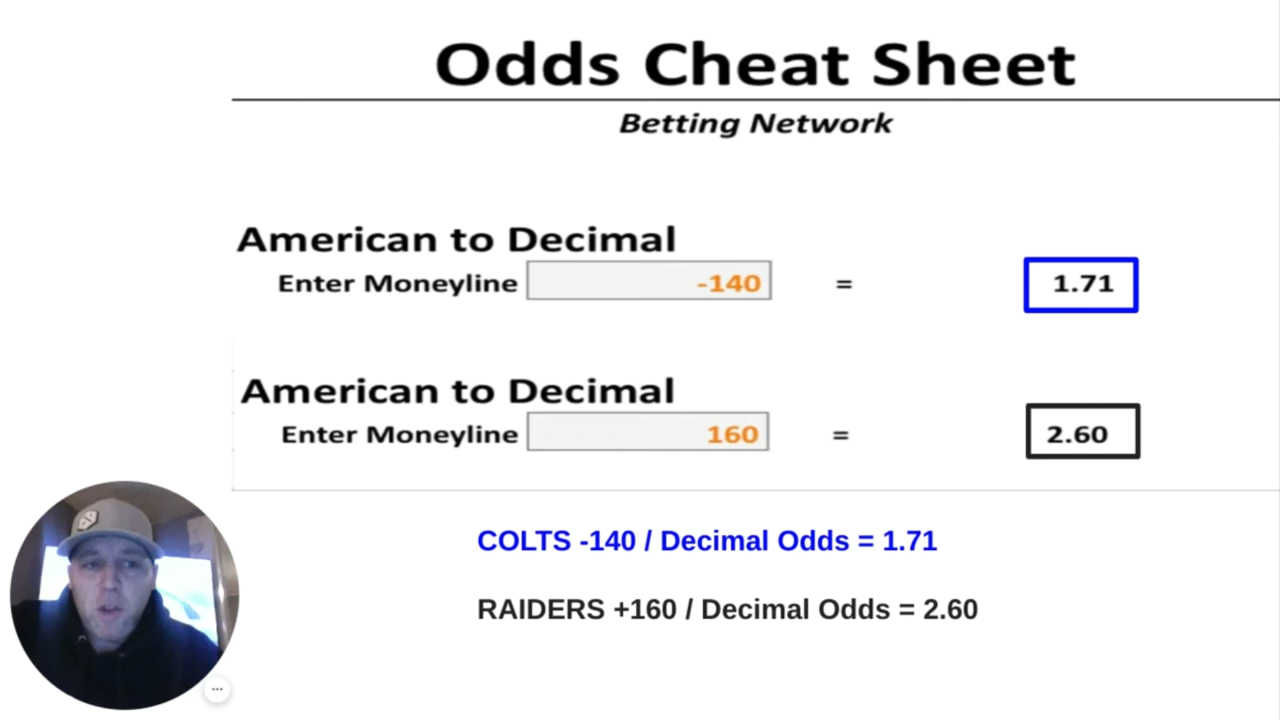 Odds Cheat Sheet
Betting Network
American to Decimal
Enter Moneyline -140 = 1.71
American to Decimal
Enter Moneyline 160 = 2.60
COLTS -140 / Decimal Odds = 1.71
RAIDERS +160 / Decimal Odds = 2.60